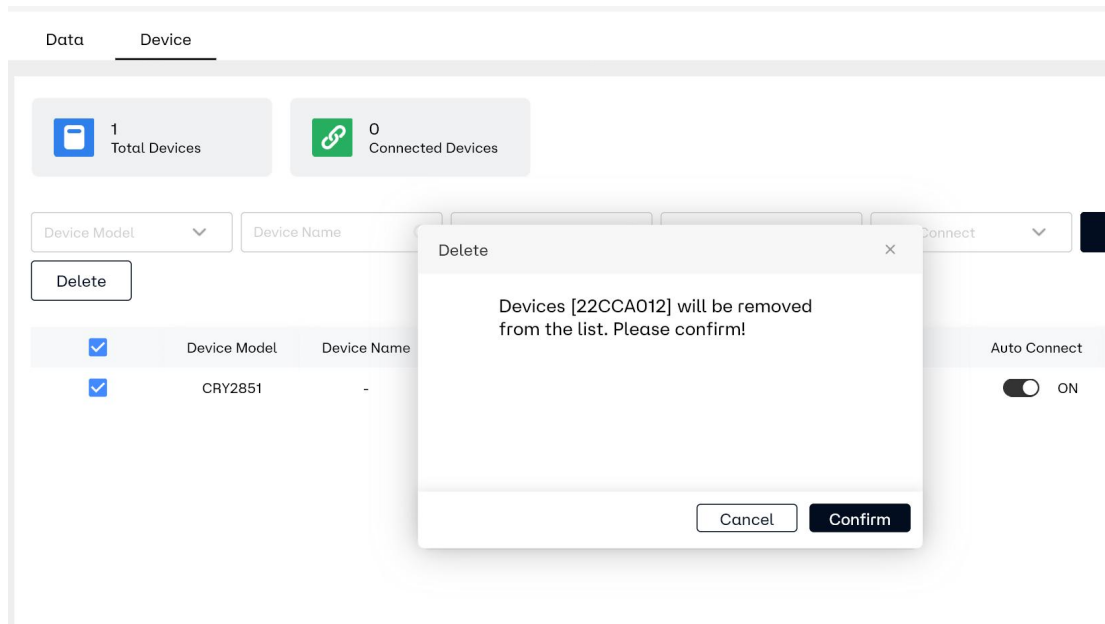 Data Device
1
Total Devices
0
Connected Devices
Device Model
Device Name
Connect
Delete
Delete
Devices [22CCA012] will be removed
from the list. Please confirm!
Cancel Confirm
Device Model Device Name Auto Connect
CRY2851 - ON